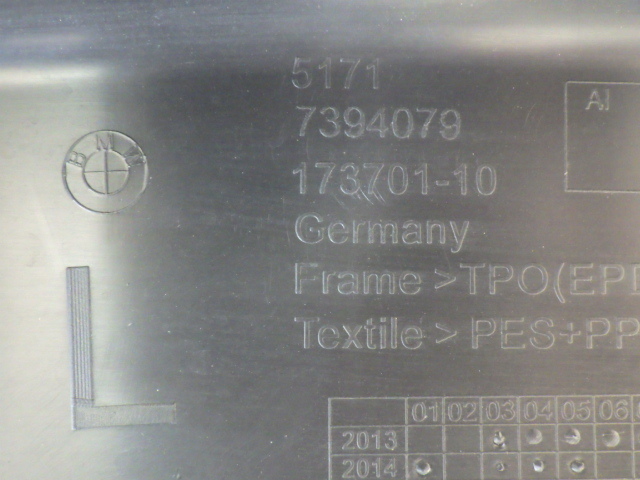 5171
7394079
173701-10
Germany
AI
Frame >TPO(EP
Textile > PES+PP
BMW
L
01 02 03 04 05 06
2013
2014